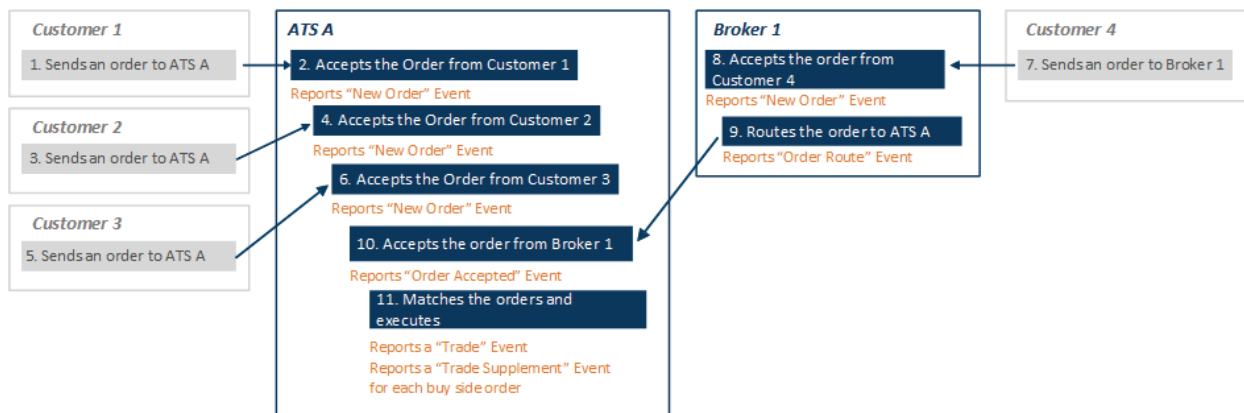 Customer 1
1. Sends an order to ATS A
Customer 2
3. Sends an order to ATS A
Customer 3
5. Sends an order to ATS A
ATS A
2. Accepts the Order from Customer 1
Reports “New Order” Event
4. Accepts the Order from Customer 2
Reports “New Order” Event
6. Accepts the Order from Customer 3
Reports “New Order” Event
10. Accepts the order from Broker 1
Reports “Order Accepted” Event
11. Matches the orders and
executes
Reports a “Trade” Event
Reports a “Trade Supplement” Event
for each buy side order
Broker 1
8. Accepts the order from
Customer 4
Reports “New Order” Event
9. Routes the order to ATS A
Reports “Order Route” Event
Customer 4
7. Sends an order to Broker 1